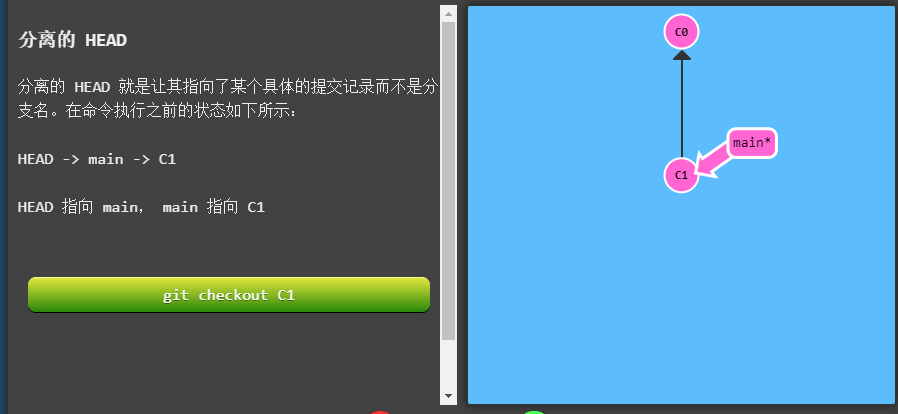 分离的 HEAD
分离的 HEAD 就是让其指向了某个具体的提交记录而不是分
支名。在命令执行之前的状态如下所示：
HEAD -> main -> C1
HEAD 指向 main， main 指向 C1
git checkout C1
C0
main*
C1